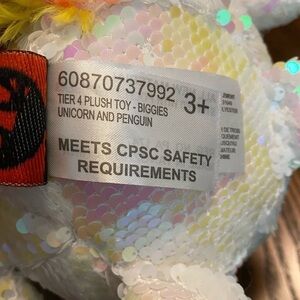 60870737992
TIER 4 PLUSH TOY - BIGGIES
UNICORN AND PENGUIN
3+
MEETS CPSC SAFETY
REQUIREMENTS